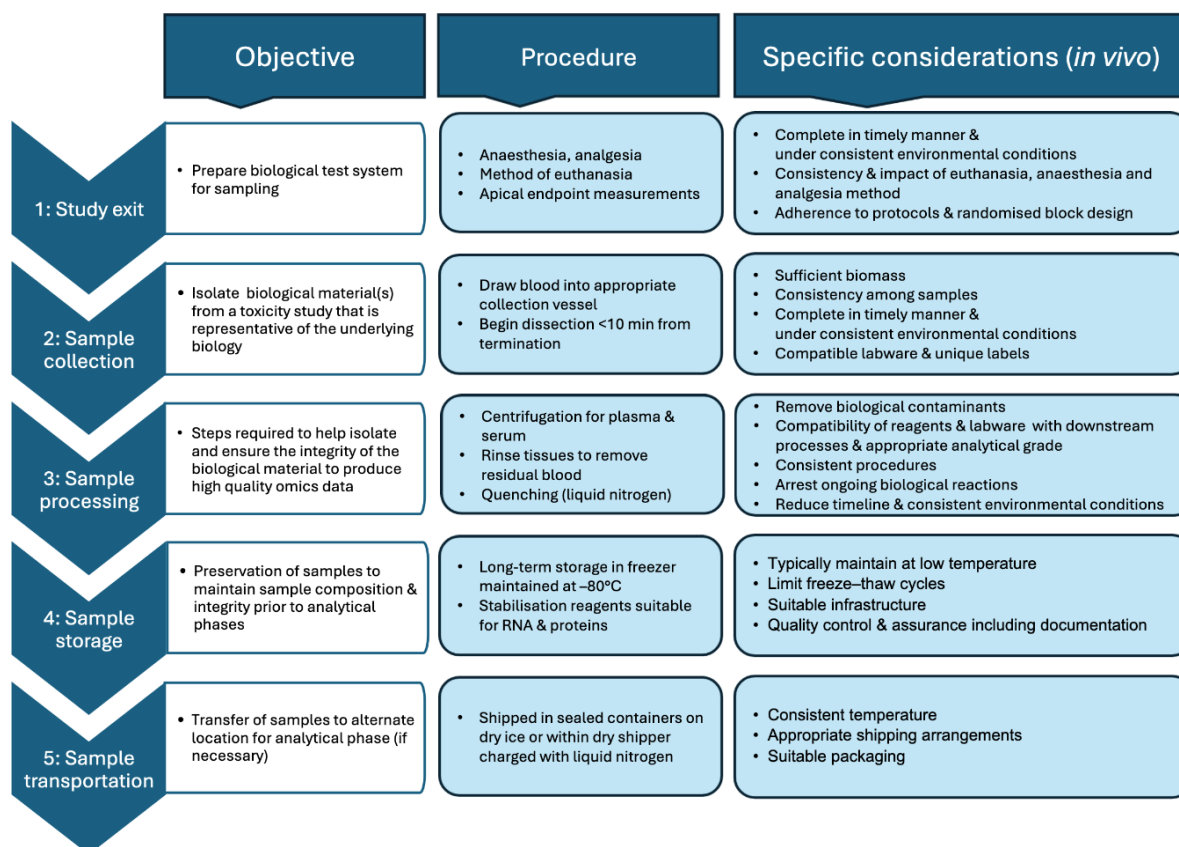 Objective
Procedure
Specific considerations (in vivo)
1: Study exit
• Prepare biological test system
for sampling
• Anaesthesia, analgesia
• Method of euthanasia
• Apical endpoint measurements
• Complete in timely manner &
under consistent environmental conditions
• Consistency & impact of euthanasia, anaesthesia and
analgesia method
• Adherence to protocols & randomised block design
2: Sample
collection
• Isolate biological material(s)
from a toxicity study that is
representative of the underlying
biology
• Draw blood into appropriate
collection vessel
• Begin dissection <10 min from
termination
• Sufficient biomass
• Consistency among samples
• Complete in timely manner &
under consistent environmental conditions
• Compatible labware & unique labels
3: Sample
processing
• Steps required to help isolate
and ensure the integrity of the
biological material to produce
high quality omics data
• Centrifugation for plasma &
serum
• Rinse tissues to remove
residual blood
• Quenching (liquid nitrogen)
• Remove biological contaminants
• Compatibility of reagents & labware with downstream
processes & appropriate analytical grade
• Consistent procedures
• Arrest ongoing biological reactions
• Reduce timeline & consistent environmental conditions
4: Sample
storage
• Preservation of samples to
maintain sample composition &
integrity prior to analytical
phases
• Long-term storage in freezer
maintained at –80°C
• Stabilisation reagents suitable
for RNA & proteins
• Typically maintain at low temperature
• Limit freeze–thaw cycles
• Suitable infrastructure
• Quality control & assurance including documentation
5: Sample
transportation
• Transfer of samples to alternate
location for analytical phase (if
necessary)
• Shipped in sealed containers on
dry ice or within dry shipper
charged with liquid nitrogen
• Consistent temperature
• Appropriate shipping arrangements
• Suitable packaging